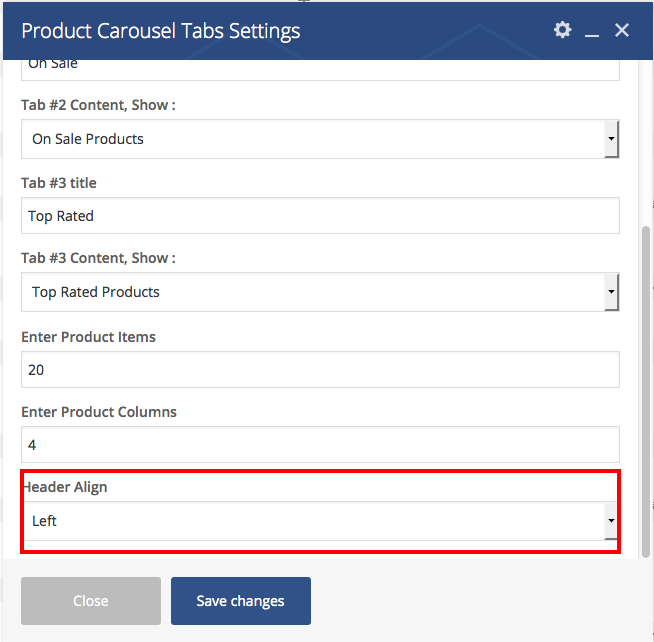 Product Carousel Tabs Settings
On Sale
Tab #2 Content, Show :
On Sale Products
Tab #3 title
Top Rated
Tab #3 Content, Show :
Top Rated Products
Enter Product Items
20
Enter Product Columns
4
Header Align
Left
Close
Save changes